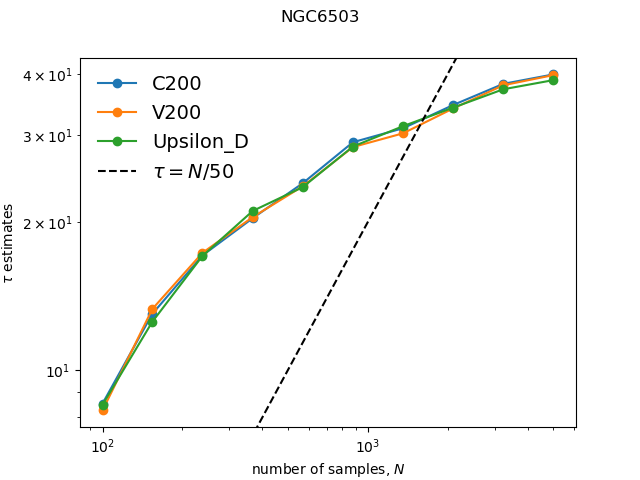 NGC6503
C200
V200
Upsilon_D
τ = N/50
4 × 10¹
3 × 10¹
2 × 10¹
10¹
τ estimates
10²
10³
number of samples, N